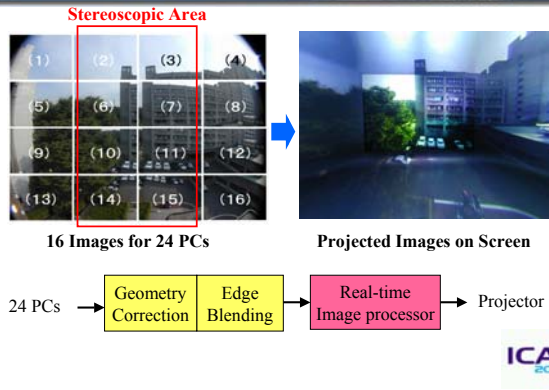 Stereoscopic Area
(1) (2) (3) (4)
(5) (6) (7) (8)
(9) (10) (11) (12)
(13) (14) (15) (16)
16 Images for 24 PCs
Projected Images on Screen
24 PCs
Geometry
Correction
Edge
Blending
Real-time
Image processor
Projector